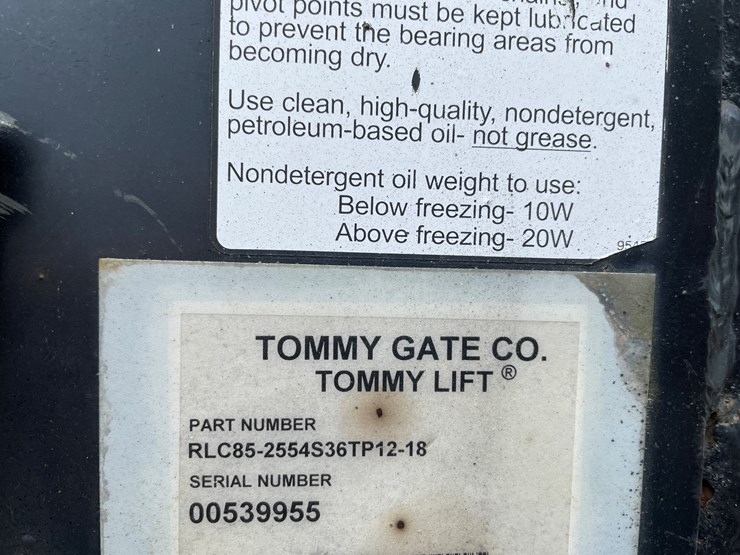 pivot points must be kept lubricated
to prevent the bearing areas from
becoming dry.
Use clean, high-quality, nondetergent,
petroleum-based oil- not grease.
Nondetergent oil weight to use:
Below freezing- 10W
Above freezing- 20W
TOMMY GATE CO.
TOMMY LIFT ®
PART NUMBER
RLC85-2554S36TP12-18
SERIAL NUMBER
00539955